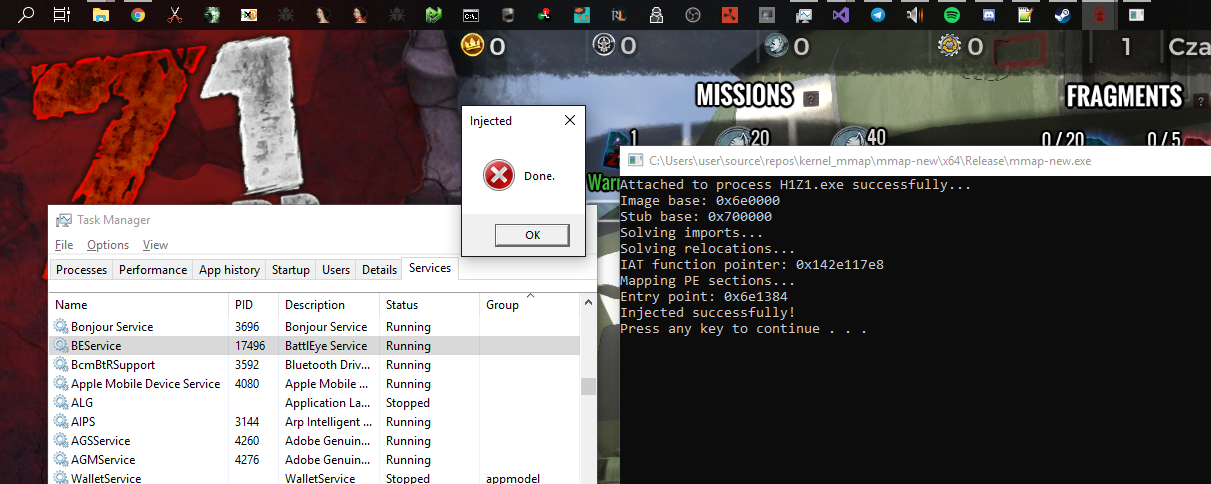 71
0
0
0
0
1
Cza
MISSIONS ?
FRAGMENTS ?
1
20
40
0/20
0/5
Warr
Injected
Done.
OK
C:\Users\user\source\repos\kernel_mmap\mmap-new\x64\Release\mmap-new.exe
Attached to process H1Z1.exe successfully...
Image base: 0x6e0000
Stub base: 0x700000
Solving imports...
Solving relocations...
IAT function pointer: 0x142e117e8
Mapping PE sections...
Entry point: 0x6e1384
Injected successfully!
Press any key to continue . . .
Task Manager
File Options View
Processes Performance App history Startup Users Details Services
Name PID Description Status Group
Bonjour Service 3696 Bonjour Service Running
BEService 17496 BattlEye Service Running
BcmBtRSupport 3592 Bluetooth Driv... Running
Apple Mobile Device Service 4080 Apple Mobile ... Running
ALG Application La... Stopped
AIPS 3144 Arp Intelligent ... Running
AGSService 4260 Adobe Genuin... Running
AGMService 4276 Adobe Genuin... Running
WalletService WalletService Stopped appmodel